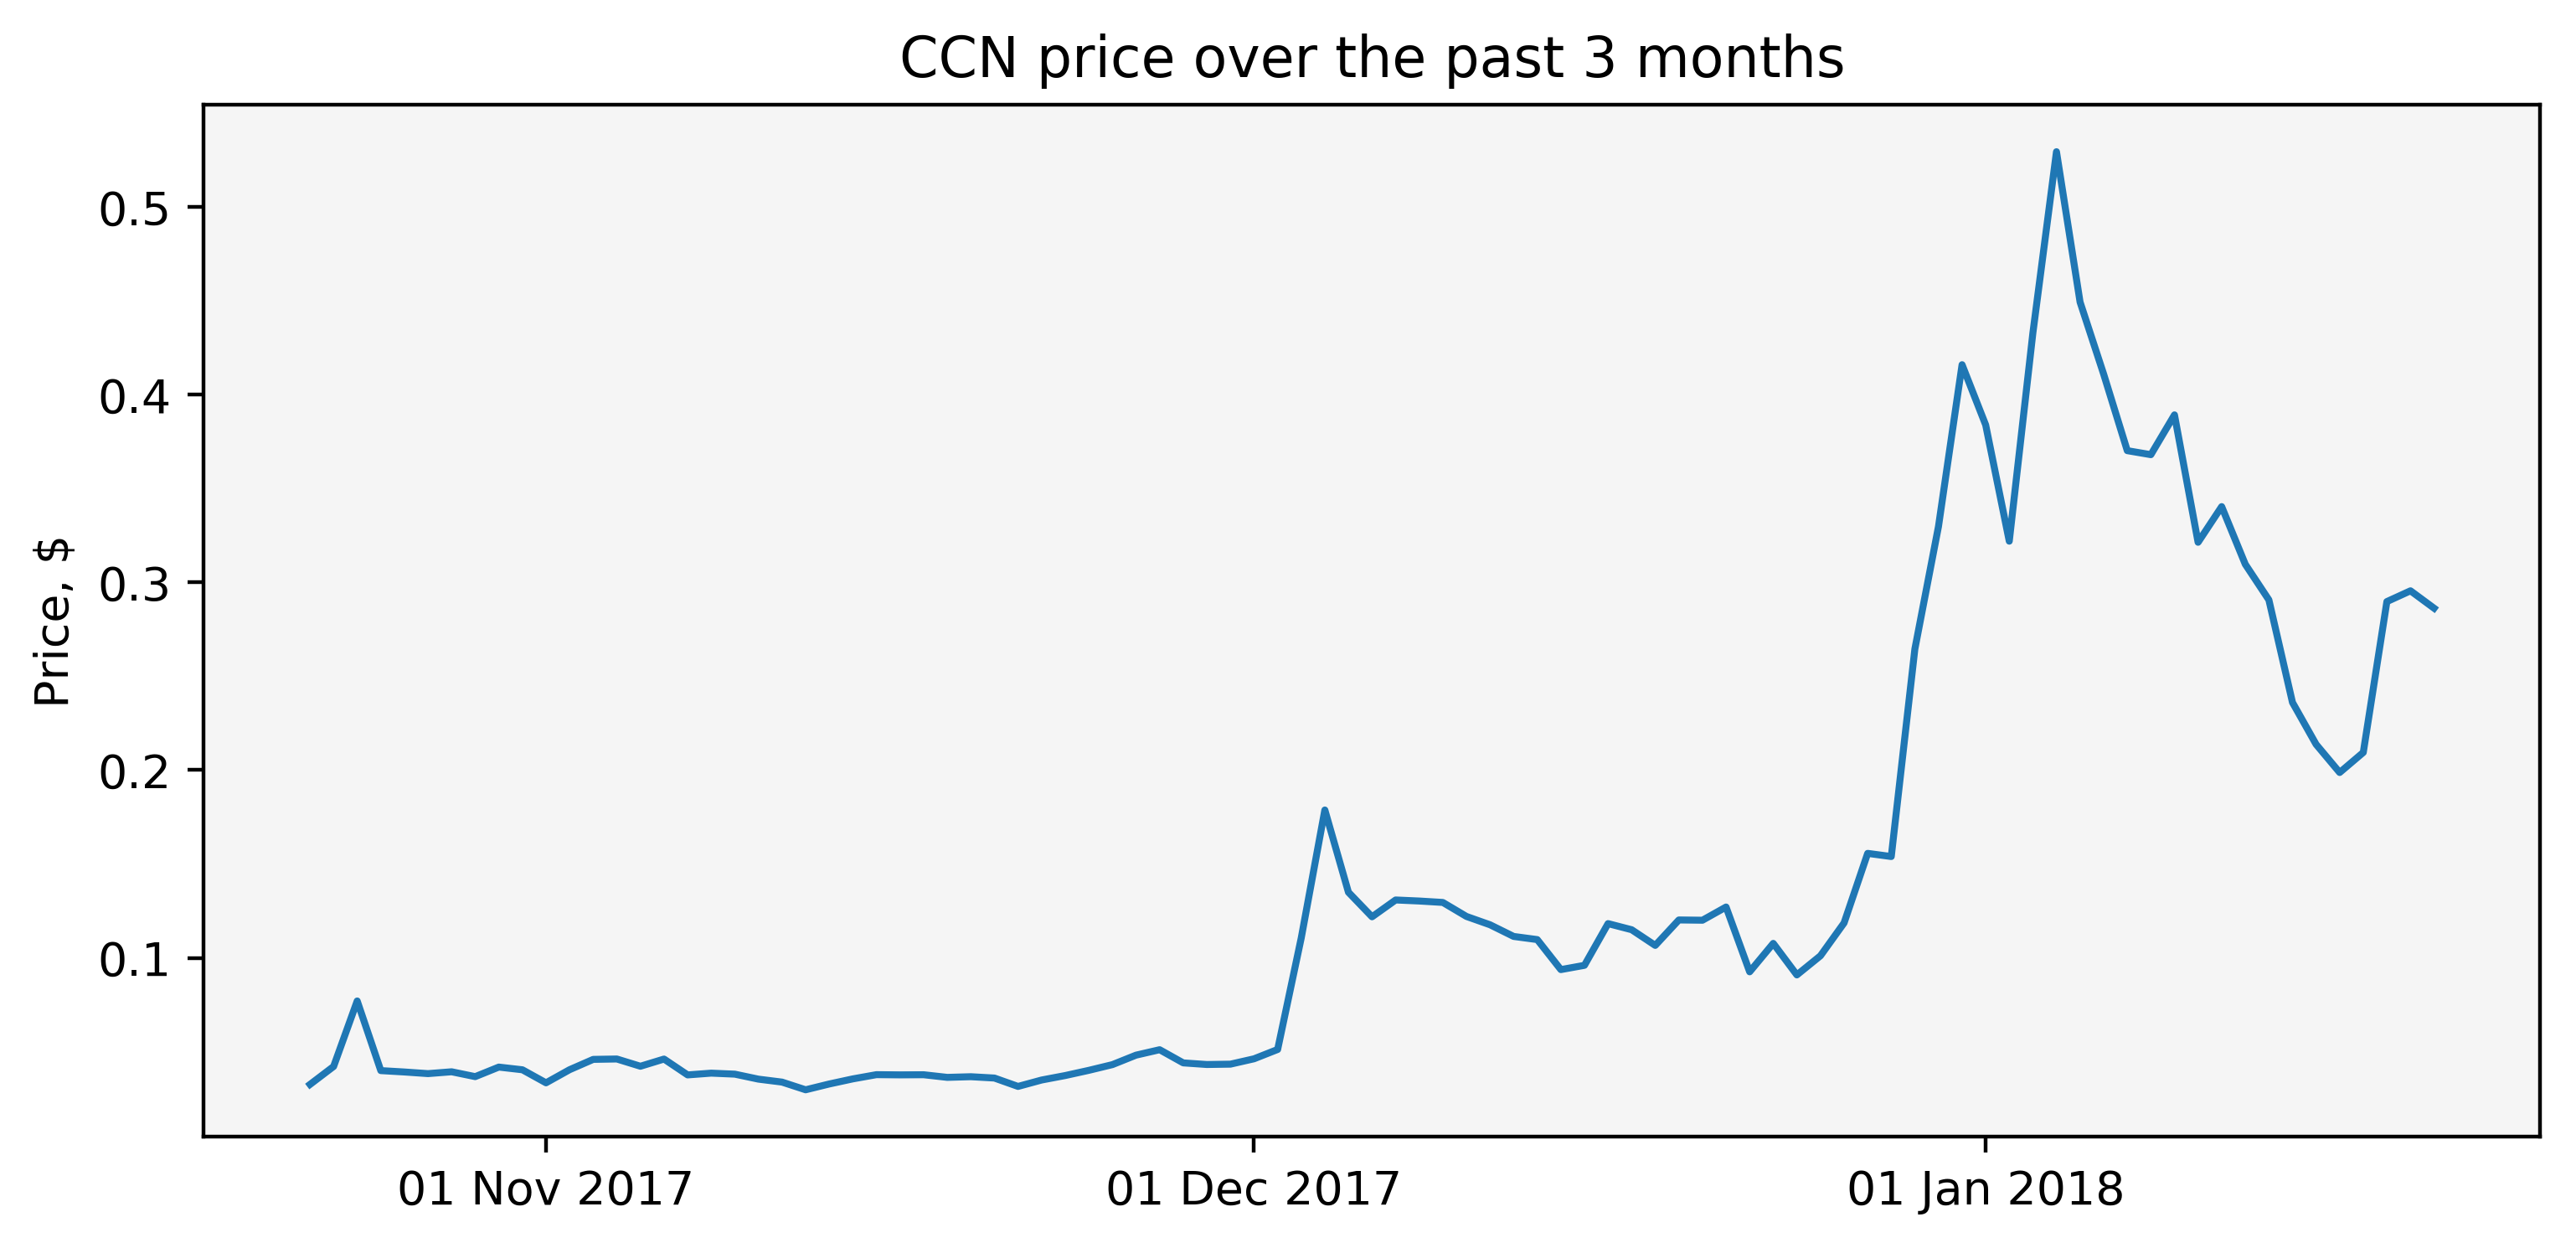 CCN price over the past 3 months
Price, $
0.5
0.4
0.3
0.2
0.1
01 Nov 2017
01 Dec 2017
01 Jan 2018